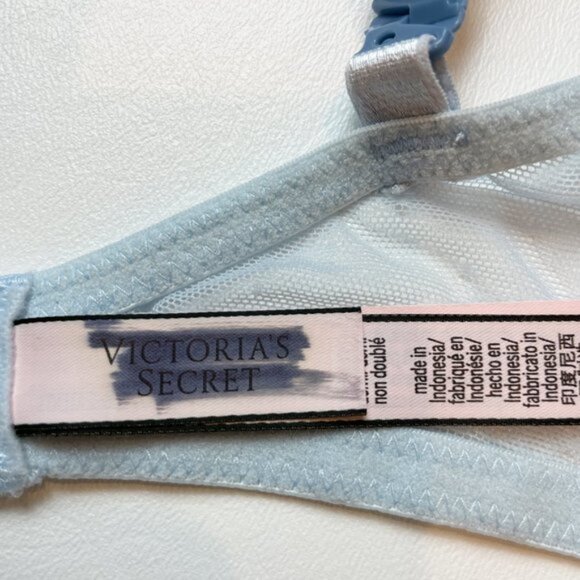 VICTORIA'S
SECRET
non doublé
made in
Indonesia/
fabriqué en
Indonésie/
hecho en
Indonesia/
fabbricato in
Indonesia/
印度尼西